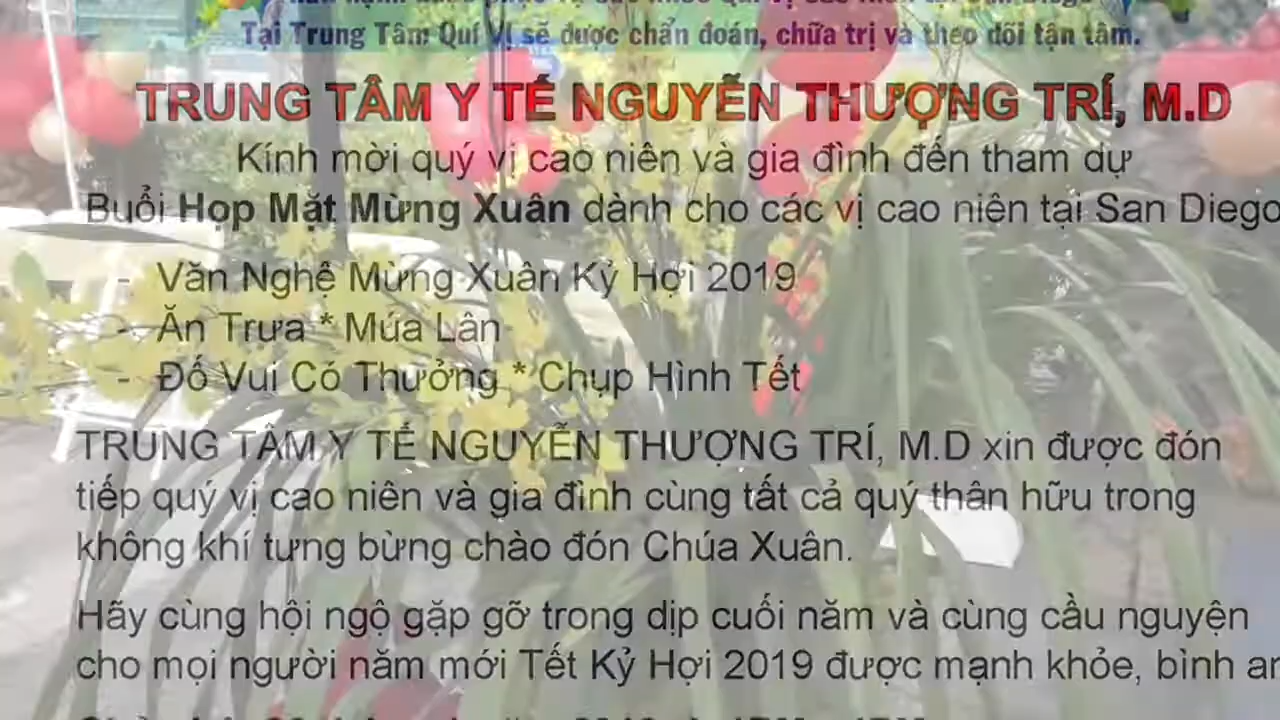 Tại Trung Tâm Quí Vị sẽ được chẩn đoán, chữa trị và theo dõi tận tâm.
TRUNG TÂM Y TẾ NGUYỄN THƯỢNG TRÍ, M.D
Kính mời quý vị cao niên và gia đình đến tham dự
Buổi Họp Mặt Mừng Xuân dành cho các vị cao niên tại San Diego
- Văn Nghệ Mừng Xuân Kỷ Hợi 2019
- Ăn Trưa * Múa Lân
- Đố Vui Có Thưởng * Chụp Hình Tết
TRUNG TÂM Y TẾ NGUYỄN THƯỢNG TRÍ, M.D xin được đón
tiếp quý vị cao niên và gia đình cùng tất cả quý thân hữu trong
không khí tưng bừng chào đón Chúa Xuân.
Hãy cùng hội ngộ gặp gỡ trong dịp cuối năm và cùng cầu nguyện
cho mọi người năm mới Tết Kỷ Hợi 2019 được mạnh khỏe, bình an